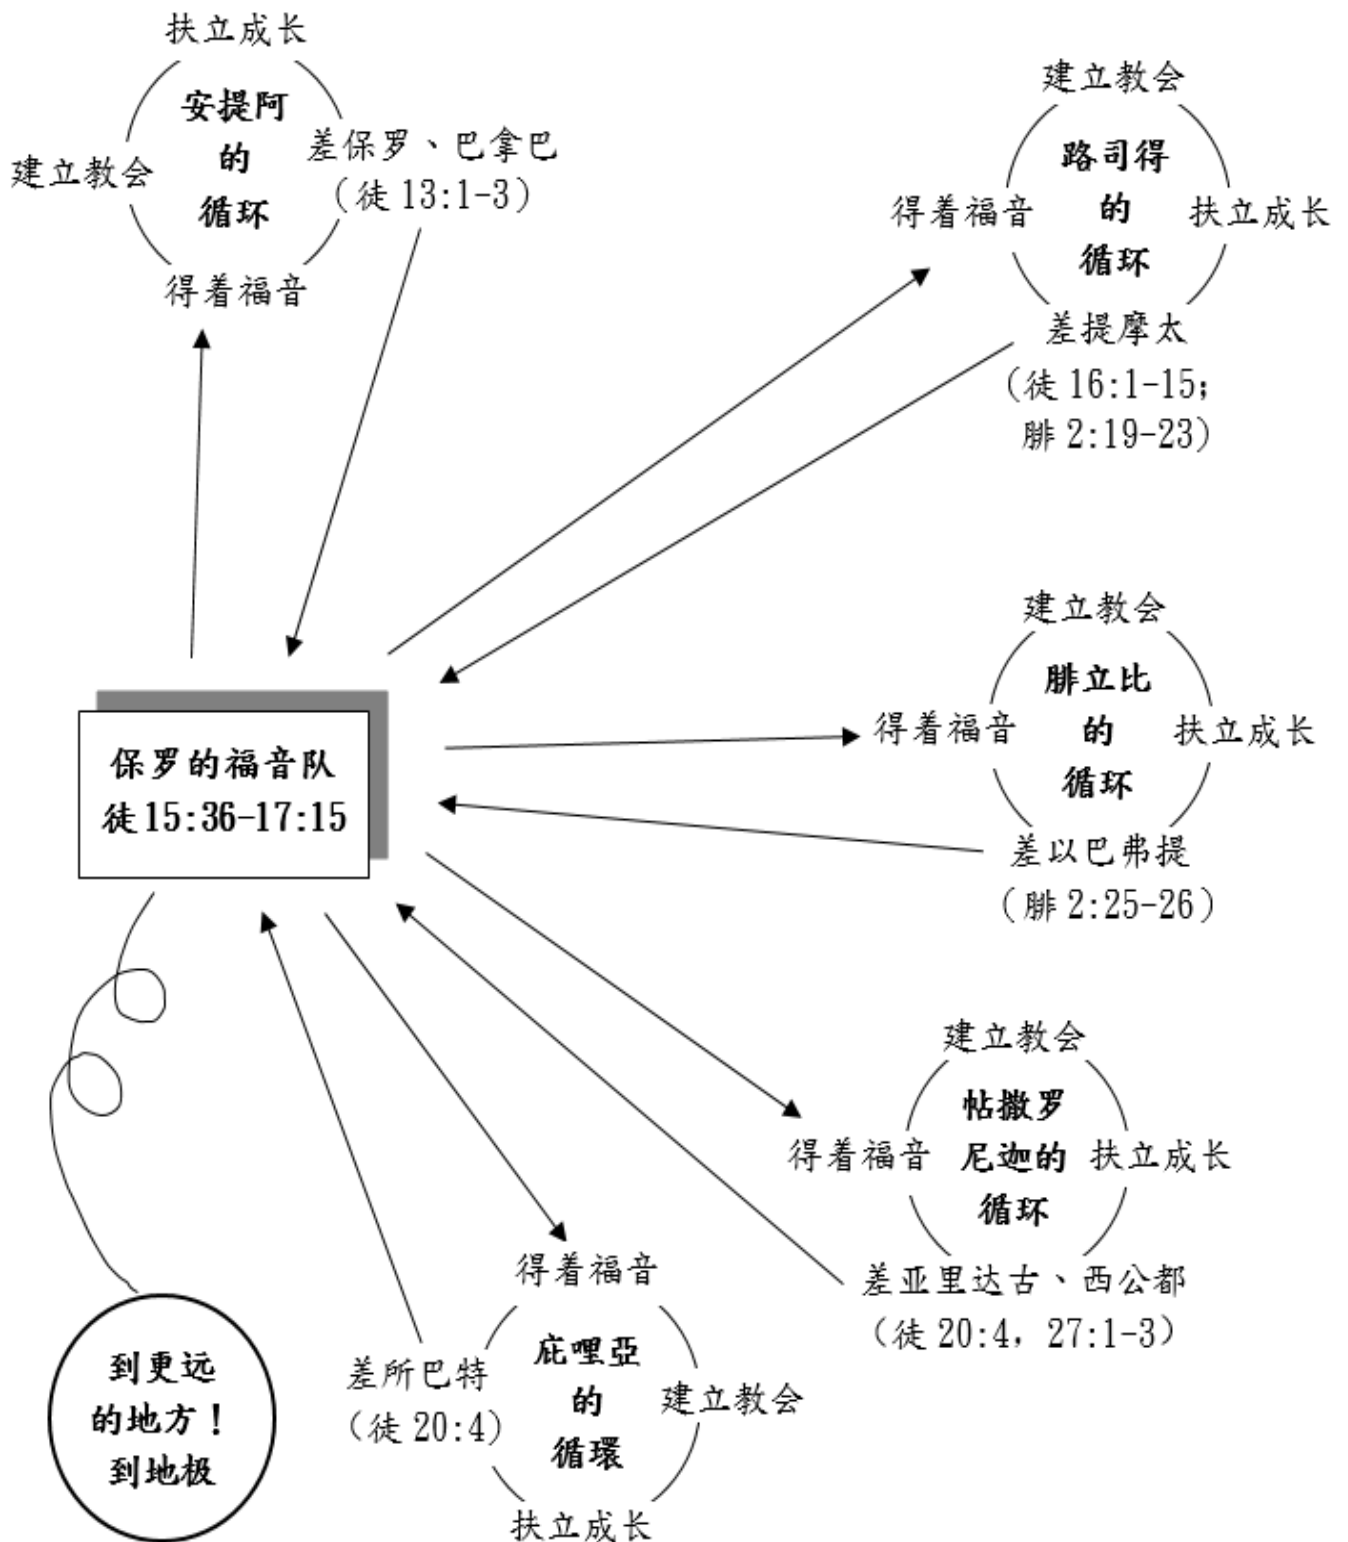 扶立成长
安提阿
的
循环
建立教会
差保罗、巴拿巴
（徒 13:1-3）
得着福音
建立教会
路司得
的
循环
得着福音
扶立成长
差提摩太
（徒 16:1-15；
腓 2:19-23）
建立教会
腓立比
的
循环
得着福音
扶立成长
差以巴弗提
（腓 2:25-26）
保罗的福音队
徒 15:36-17:15
建立教会
帖撒罗
尼迦的
循环
得着福音
扶立成长
差亚里达古、西公都
（徒 20:4，27:1-3）
得着福音
庇哩亞
的
循環
差所巴特
（徒 20:4）
建立教会
扶立成长
到更远
的地方！
到地极